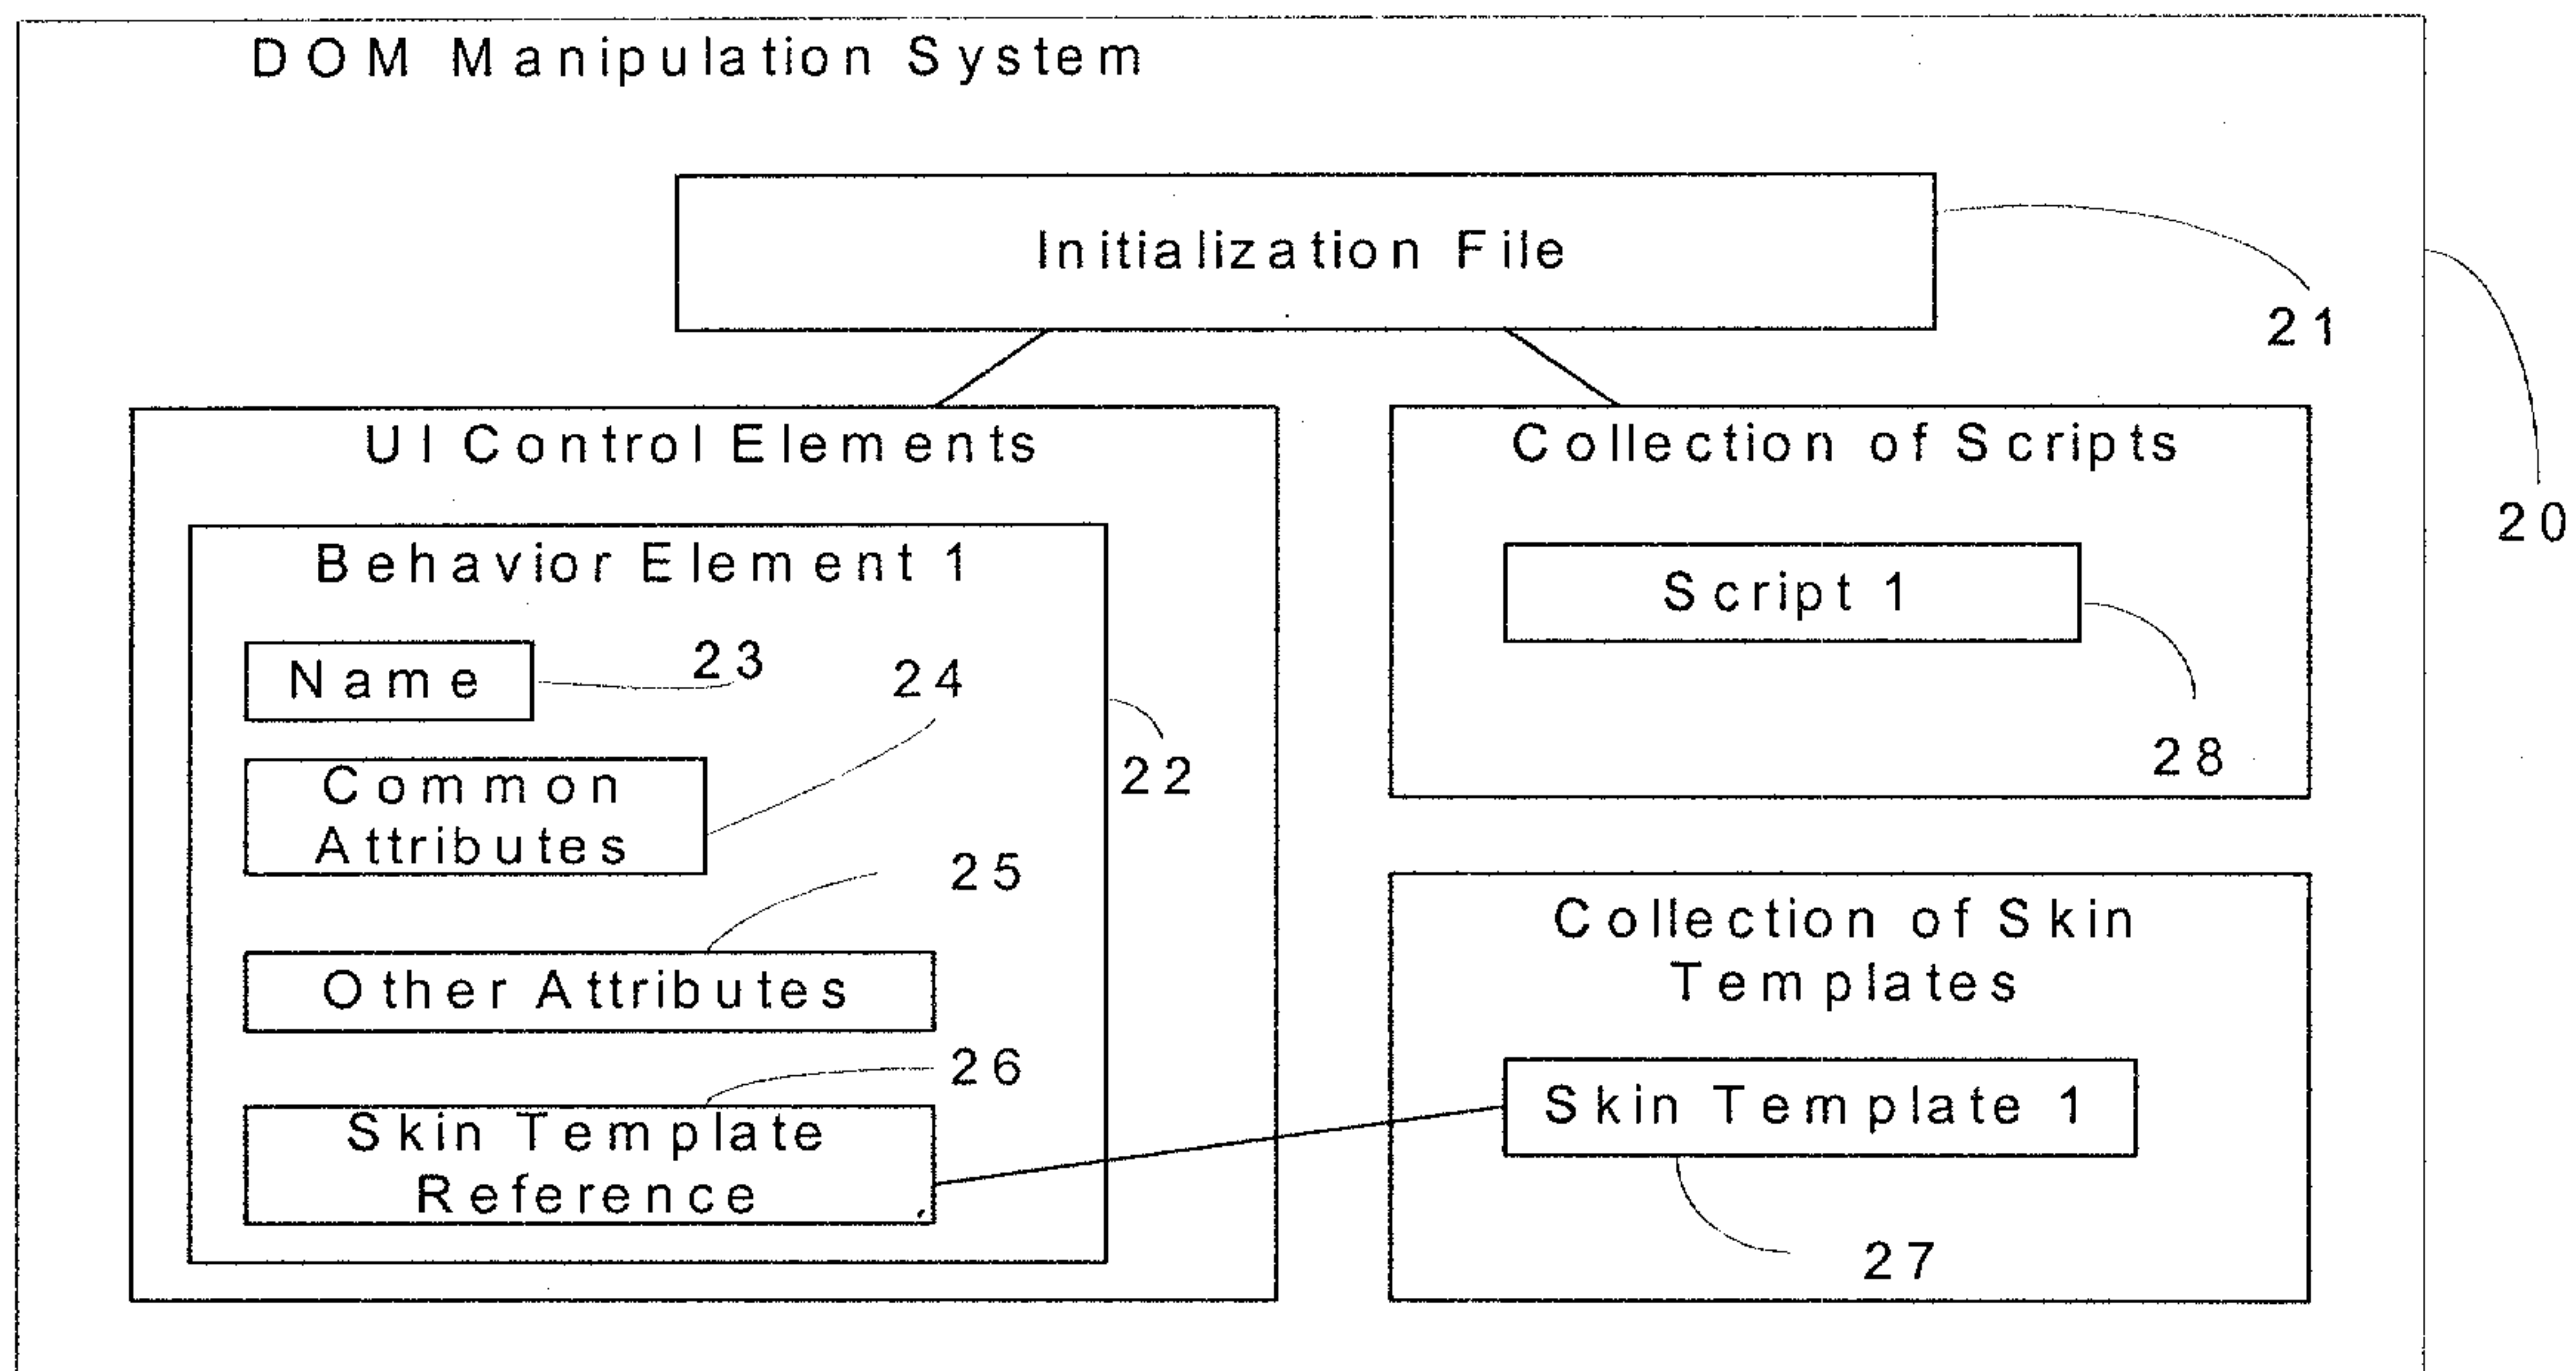 DOM Manipulation System
Initialization File
21
20
UI Control Elements
Behavior Element 1
Name
23
24
22
Common
Attributes
25
Other Attributes
26
Skin Template
Reference
Collection of Scripts
Script 1
28
Collection of Skin
Templates
Skin Template 1
27